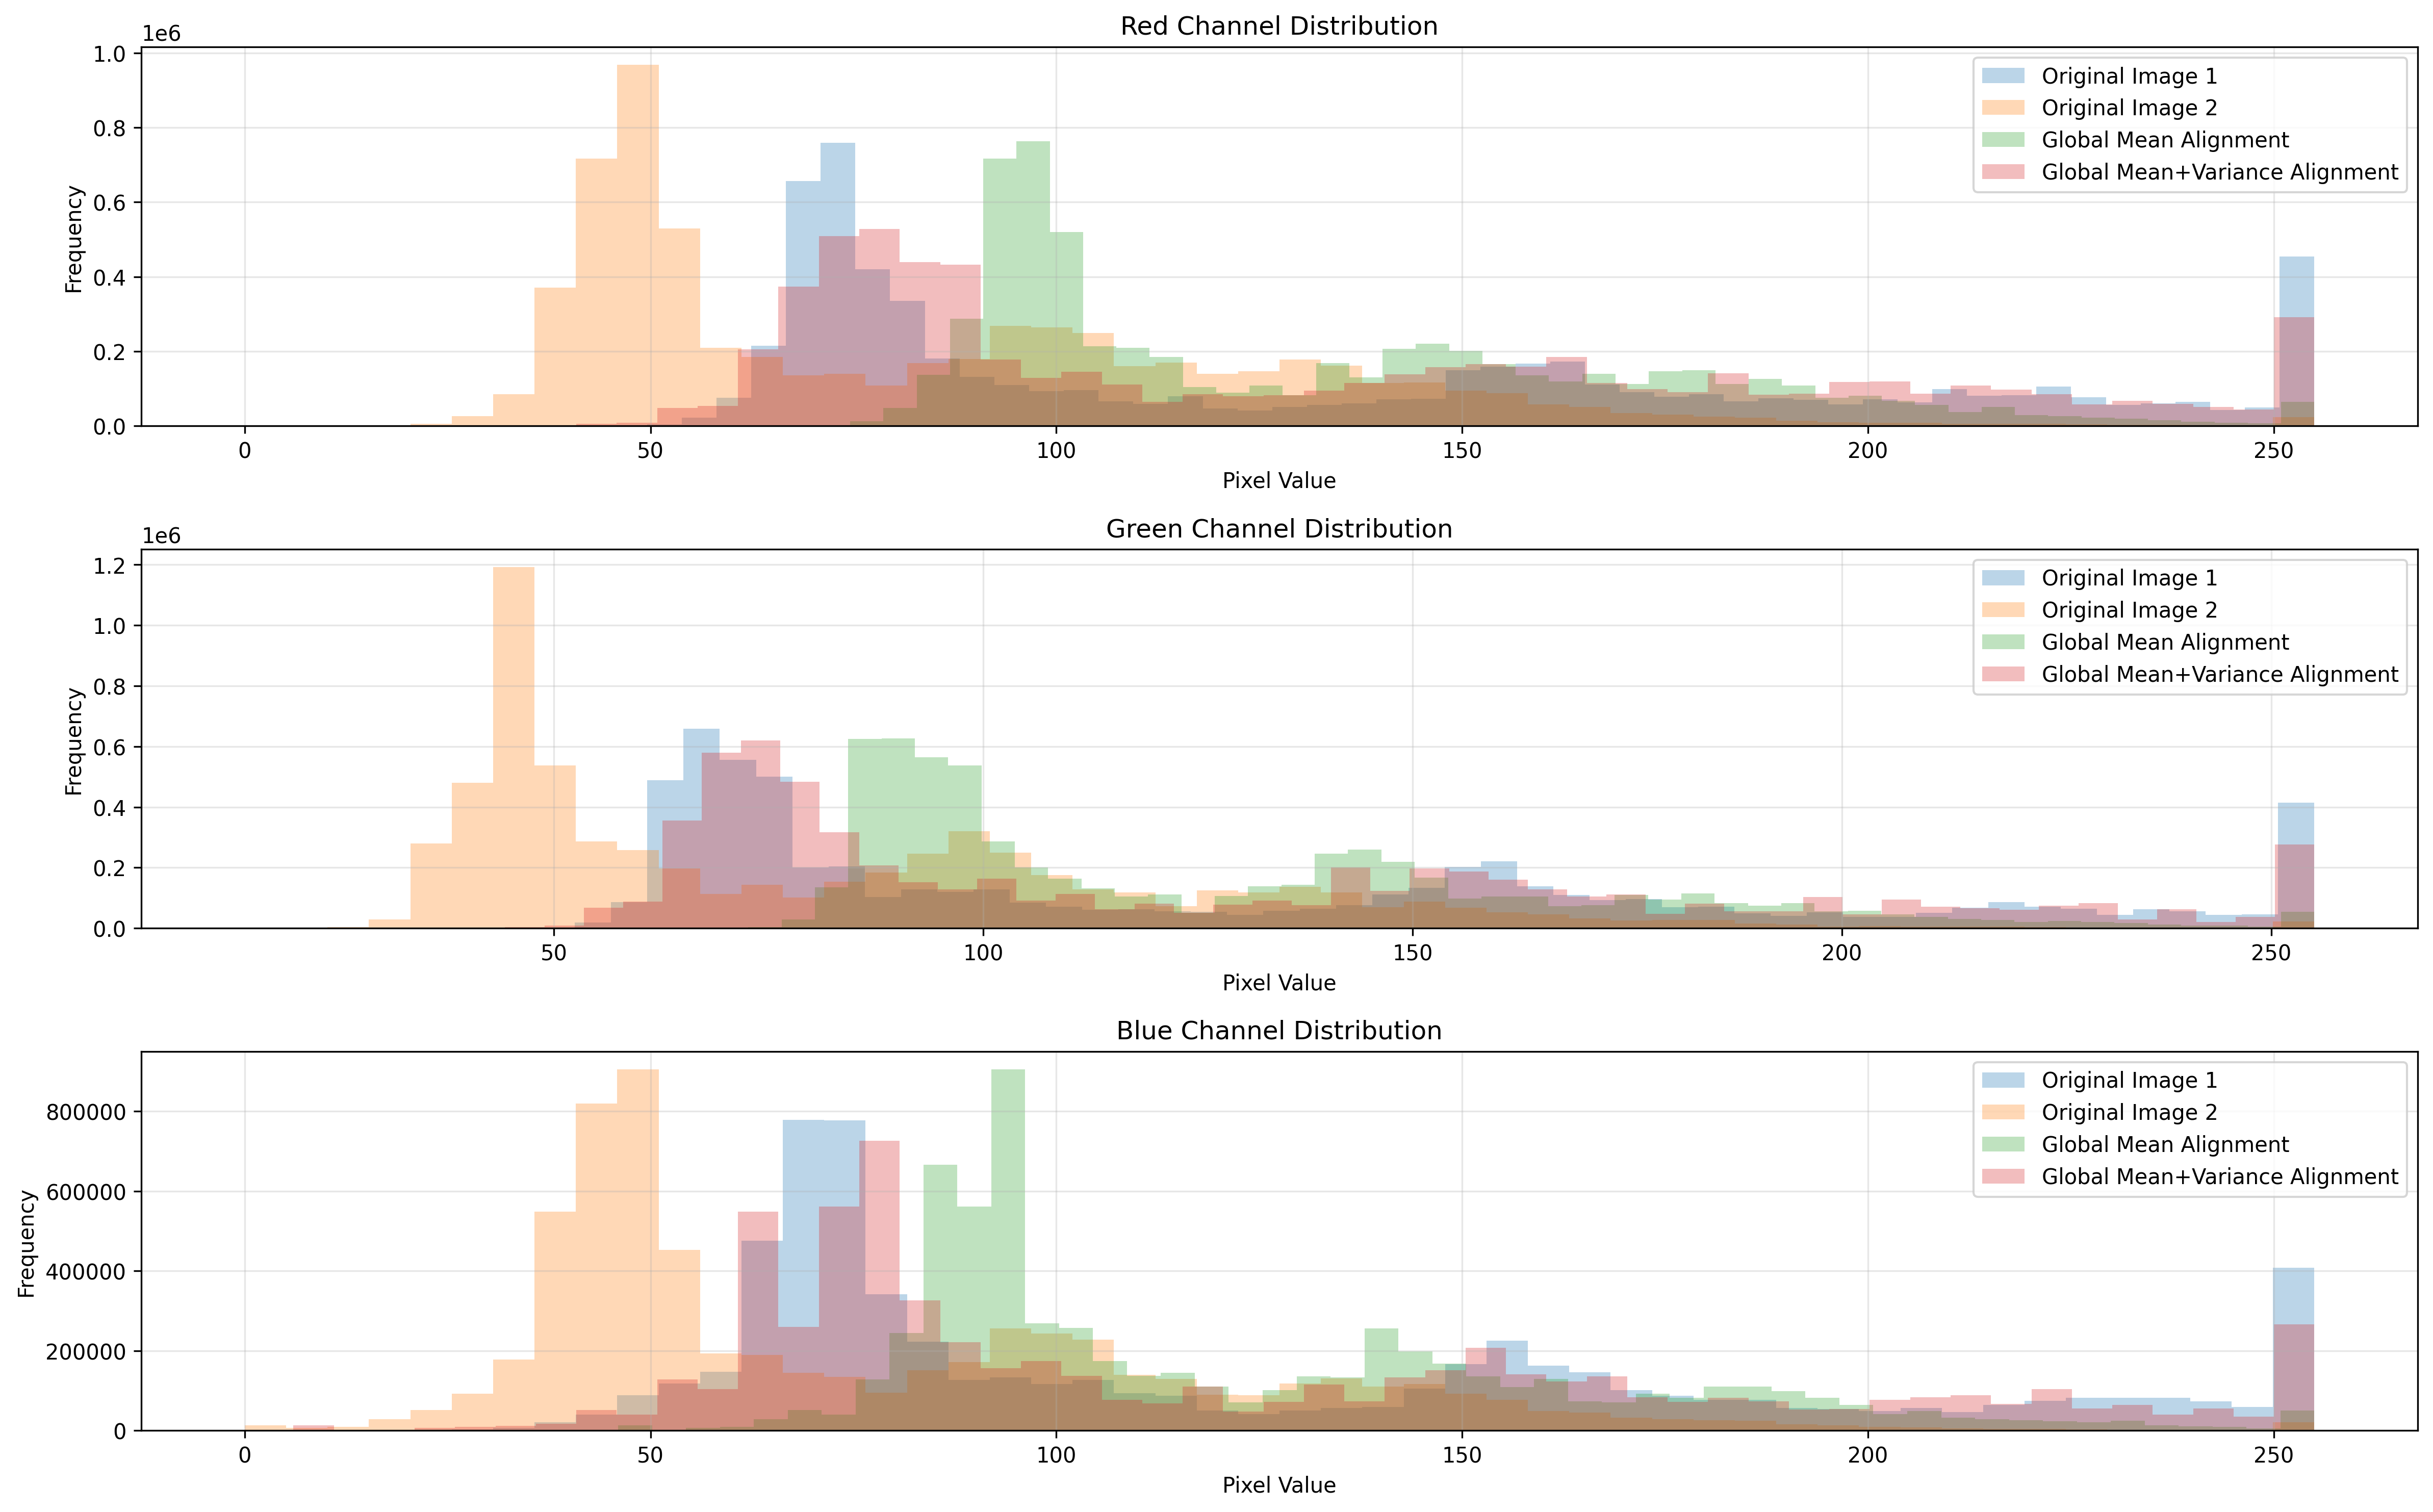 Red Channel Distribution
1e6
1.0
0.8
0.6
0.4
0.2
0.0
Frequency
Original Image 1
Original Image 2
Global Mean Alignment
Global Mean+Variance Alignment
0 50 100 150 200 250
Pixel Value
Green Channel Distribution
1e6
1.2
1.0
0.8
0.6
0.4
0.2
0.0
Frequency
Original Image 1
Original Image 2
Global Mean Alignment
Global Mean+Variance Alignment
50 100 150 200 250
Pixel Value
Blue Channel Distribution
800000
600000
400000
200000
0
Frequency
Original Image 1
Original Image 2
Global Mean Alignment
Global Mean+Variance Alignment
0 50 100 150 200 250
Pixel Value